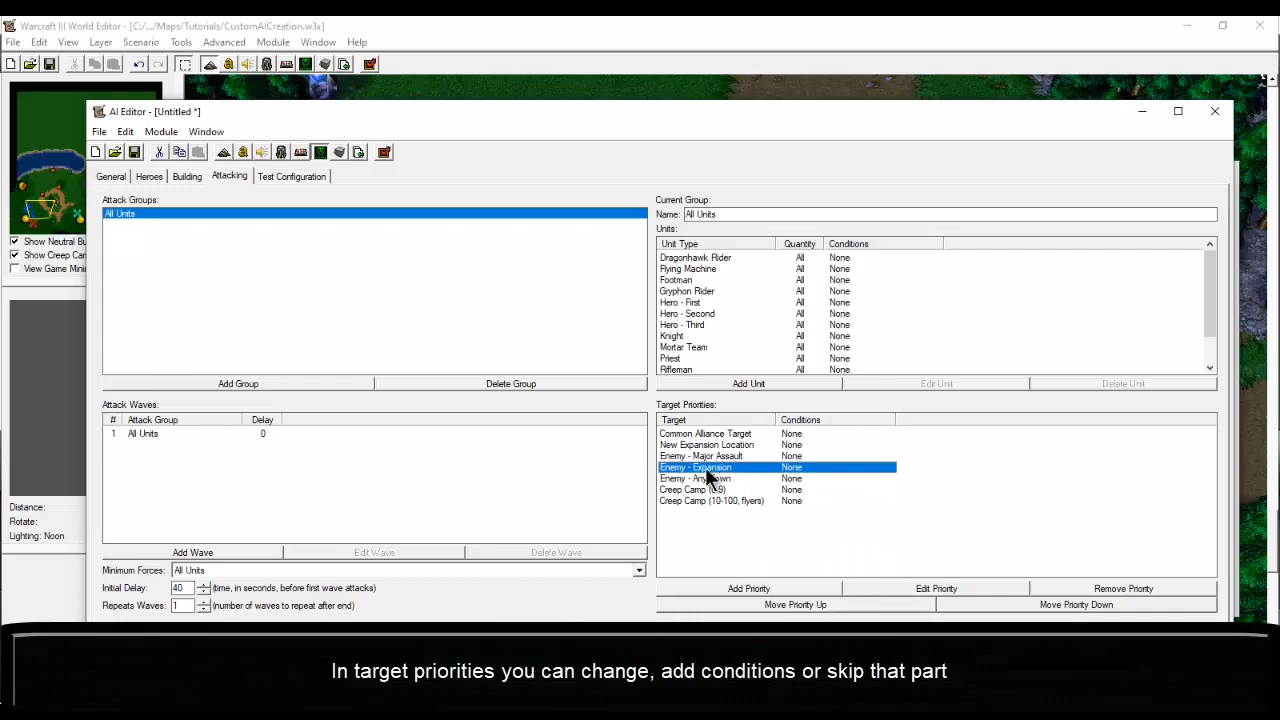 Warcraft III World Editor - [C:/.../Maps/Tutorials/CustomAICreation.w3x]
File Edit View Layer Scenario Tools Advanced Module Window Help
AI Editor - [Untitled *]
File Edit Module Window
General Heroes Building Attacking Test Configuration
Attack Groups:
All Units
Add Group Delete Group
Attack Waves:
# Attack Group Delay
1 All Units 0
Add Wave Edit Wave Delete Wave
Minimum Forces: All Units
Initial Delay: 40 (time, in seconds, before first wave attacks)
Repeats Waves: 1 (number of waves to repeat after end)
Current Group:
Name: All Units
Units:
Unit Type Quantity Conditions
Dragonhawk Rider All None
Flying Machine All None
Footman All None
Gryphon Rider All None
Hero - First All None
Hero - Second All None
Hero - Third All None
Knight All None
Mortar Team All None
Priest All None
Rifleman All None
Add Unit Edit Unit Delete Unit
Target Priorities:
Target Conditions
Common Alliance Target None
New Expansion Location None
Enemy - Major Assault None
Enemy - Expansion None
Enemy - Any None
Creep Camp None
Creep Camp (10-100, flyers) None
Add Priority Edit Priority Remove Priority
Move Priority Up Move Priority Down
Show Neutral Bu
Show Creep Can
View Game Mini
Distance:
Rotate:
Lighting: Noon
In target priorities you can change, add conditions or skip that part